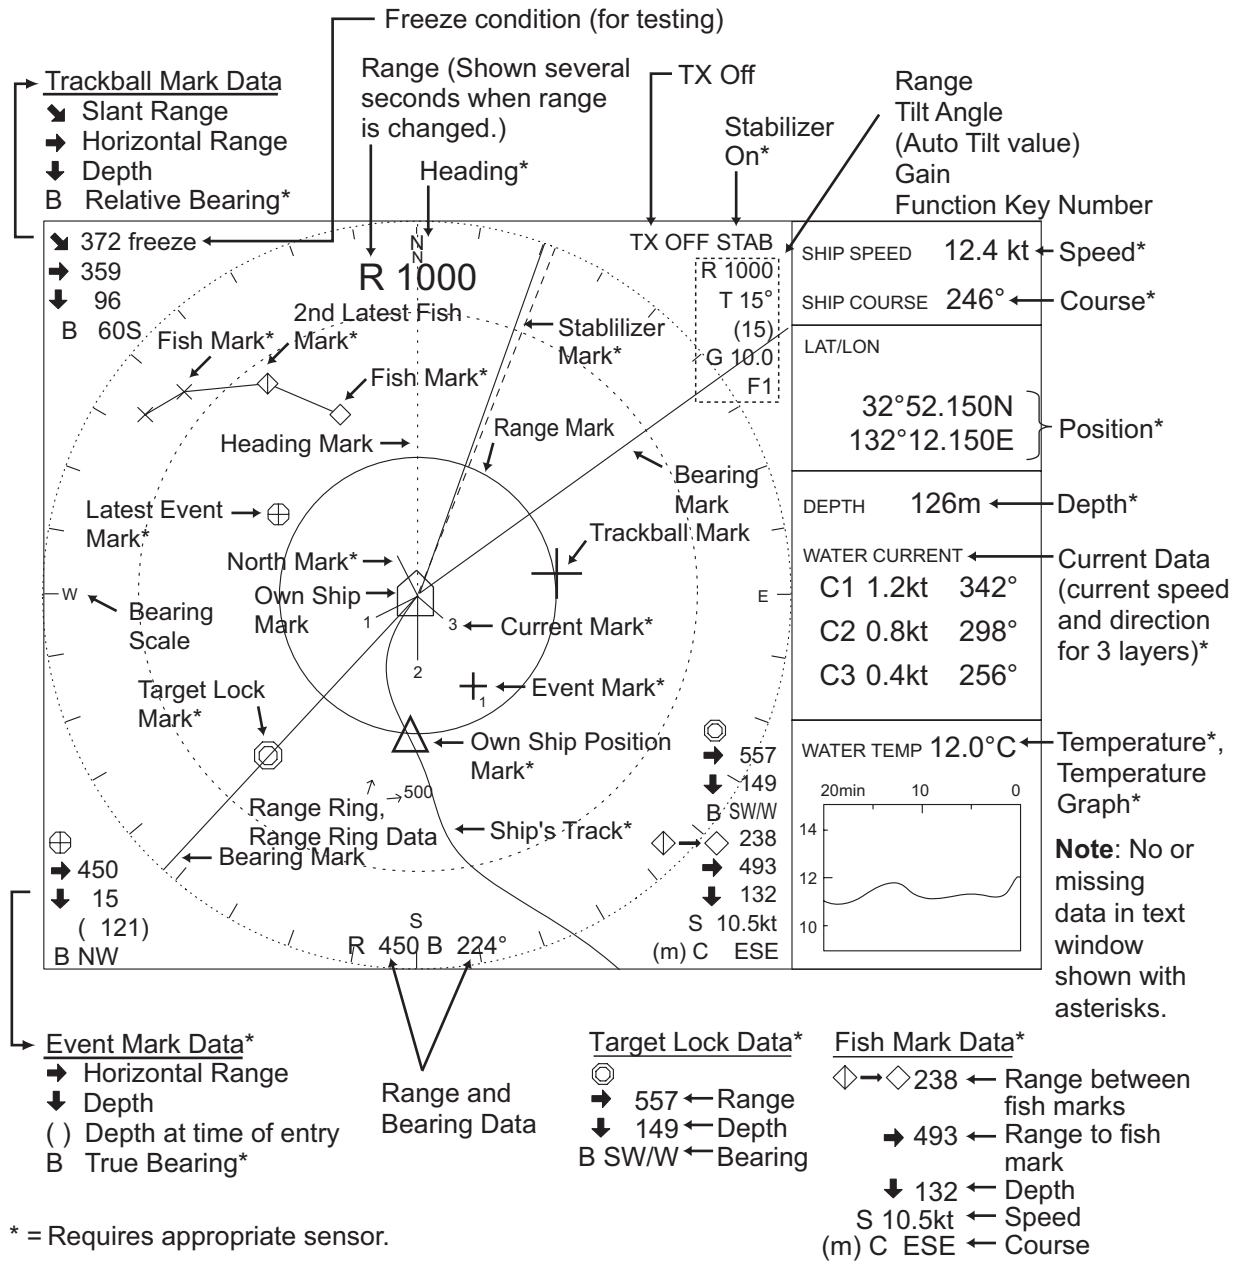 Freeze condition (for testing)
Trackball Mark Data
Slant Range
Horizontal Range
Depth
B Relative Bearing*
Range (Shown several
seconds when range
is changed.)
Heading*
TX Off
Stabilizer
On*
Range
Tilt Angle
(Auto Tilt value)
Gain
Function Key Number
372 freeze
359
96
B 60S
N
N
R 1000
TX OFF STAB
R 1000
T 15°
(15)
G 10.0
F1
SHIP SPEED 12.4 kt
Speed*
SHIP COURSE 246°
Course*
LAT/LON
32°52.150N
132°12.150E
Position*
DEPTH 126m
Depth*
WATER CURRENT
C1 1.2kt 342°
C2 0.8kt 298°
C3 0.4kt 256°
Current Data
(current speed
and direction
for 3 layers)*
WATER TEMP 12.0°C
Temperature*,
Temperature
Graph*
20min 10 0
14
12
10
Note: No or
missing
data in text
window
shown with
asterisks.
2nd Latest Fish
Mark*
Fish Mark*
Fish Mark*
Stablilizer
Mark*
Heading Mark
Range Mark
Bearing
Mark
Latest Event
Mark*
Trackball Mark
North Mark*
Own Ship
Mark
W
E
Bearing
Scale
1
3
2
Current Mark*
Target Lock
Mark*
1
Event Mark*
Own Ship Position
Mark*
500
Range Ring,
Range Ring Data
Ship's Track*
Bearing Mark
557
149
B SW/W
238
493
132
S 10.5kt
(m) C ESE
450
15
( 121)
B NW
S
R 450 B 224°
Event Mark Data*
Horizontal Range
Depth
( ) Depth at time of entry
B True Bearing*
Range and
Bearing Data
Target Lock Data*
557 Range
149 Depth
B SW/W Bearing
Fish Mark Data*
238 Range between
fish marks
493 Range to fish
mark
132 Depth
S 10.5kt Speed
(m) C ESE Course
* = Requires appropriate sensor.